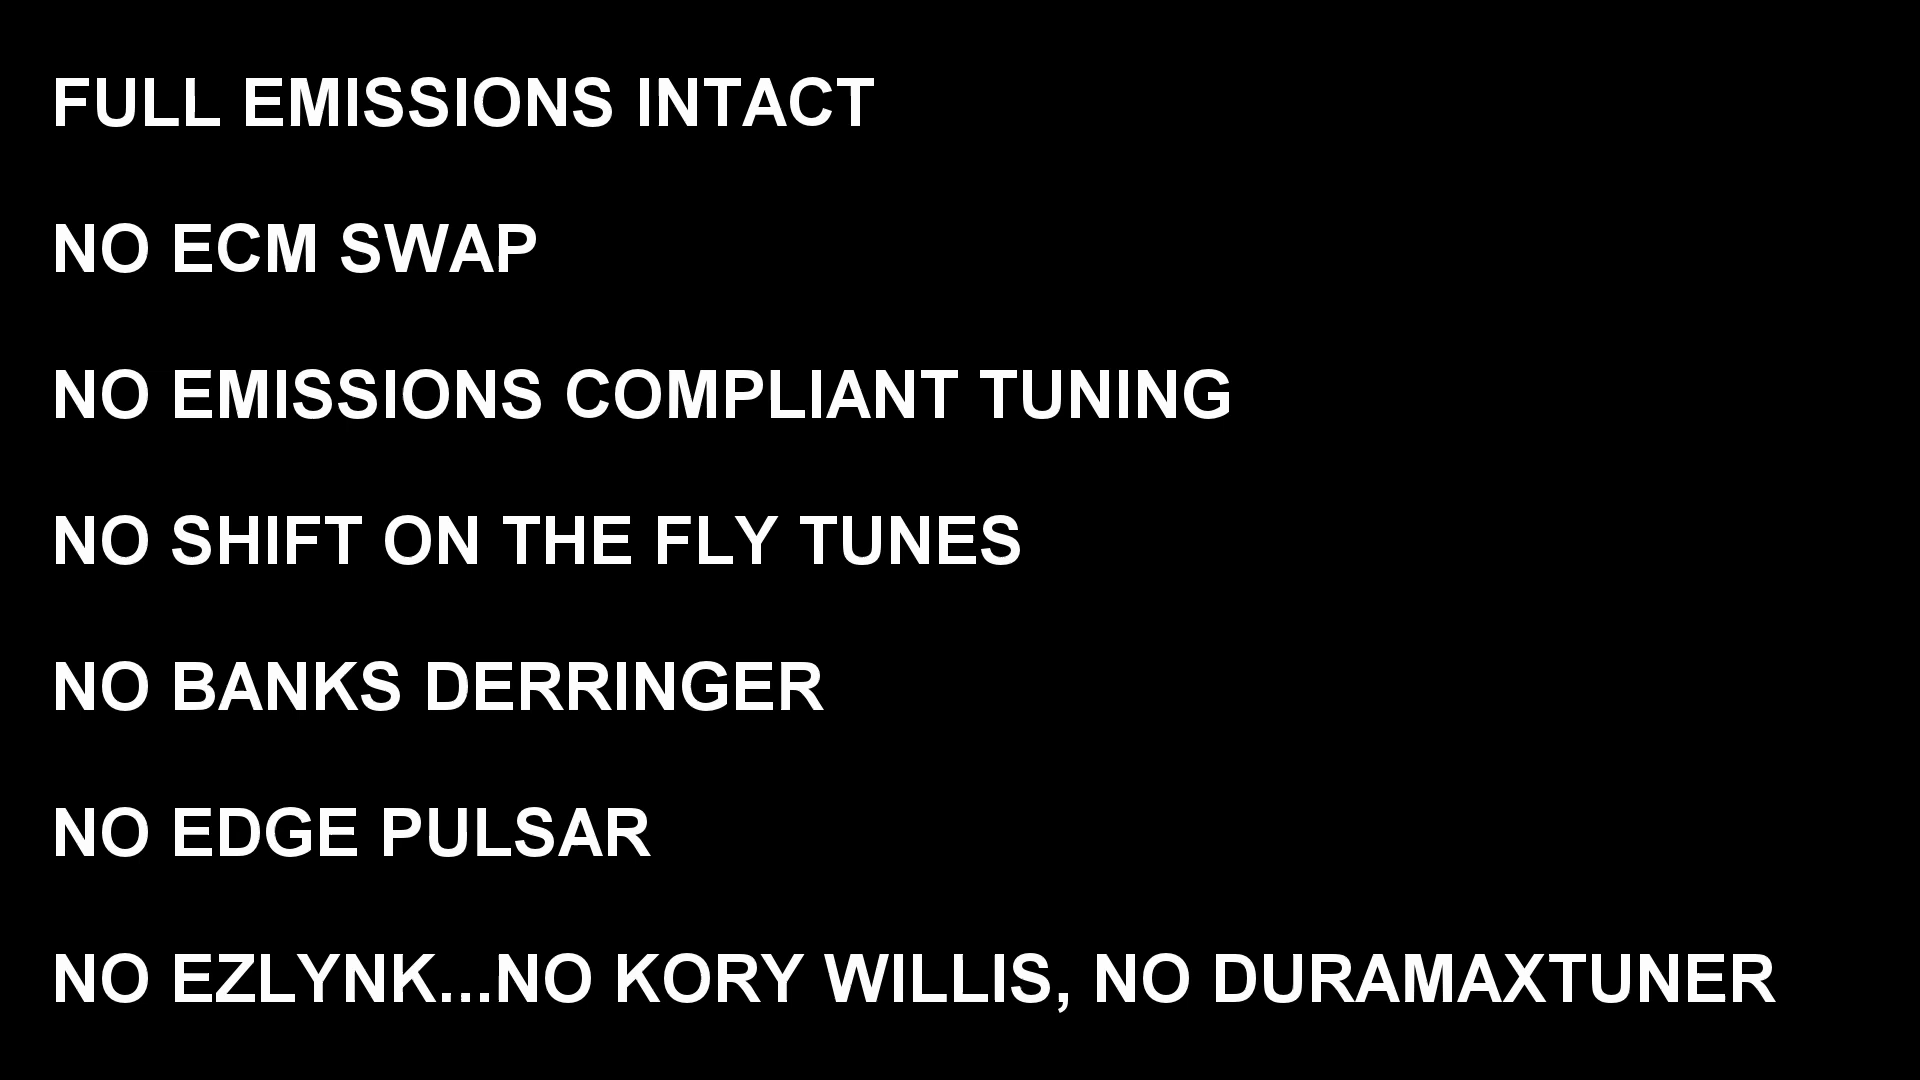 FULL EMISSIONS INTACT
NO ECM SWAP
NO EMISSIONS COMPLIANT TUNING
NO SHIFT ON THE FLY TUNES
NO BANKS DERRINGER
NO EDGE PULSAR
NO EZLYNK...NO KORY WILLIS, NO DURAMAXTUNER